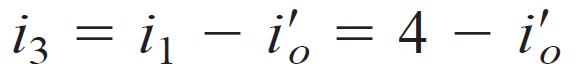 i₃ = i₁ − i′ₒ = 4 − i′ₒ